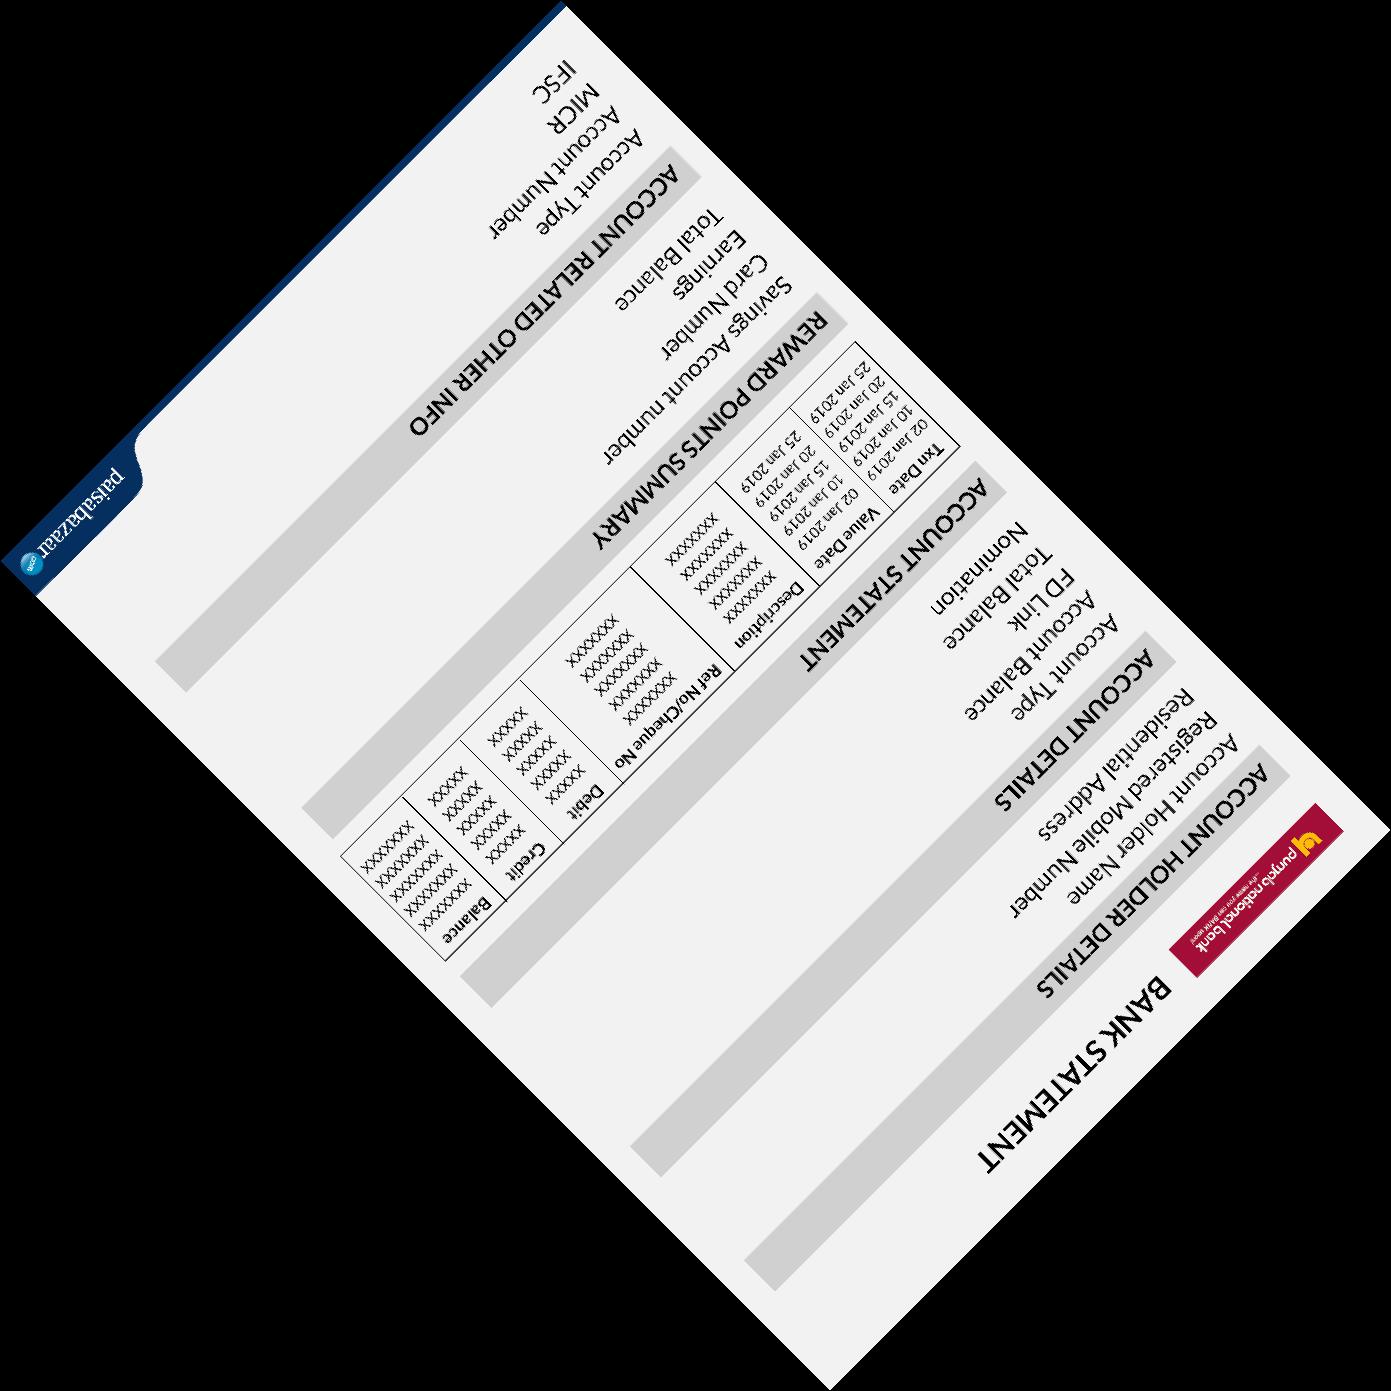 punjab national bank
...the name you can BANK upon!
BANK STATEMENT
ACCOUNT HOLDER DETAILS
Account Holder Name
Registered Mobile Number
Residential Address
ACCOUNT DETAILS
Account Type
Account Balance
FD Link
Total Balance
Nomination
ACCOUNT STATEMENT
Txn Date Value Date Description Ref No/Cheque No Debit Credit Balance
02 Jan 2019 02 Jan 2019 XXXXXXX XXXXXXX XXXXX XXXXX XXXXXXX
10 Jan 2019 10 Jan 2019 XXXXXXX XXXXXXX XXXXX XXXXX XXXXXXX
15 Jan 2019 15 Jan 2019 XXXXXXX XXXXXXX XXXXX XXXXX XXXXXXX
20 Jan 2019 20 Jan 2019 XXXXXXX XXXXXXX XXXXX XXXXX XXXXXXX
25 Jan 2019 25 Jan 2019 XXXXXXX XXXXXXX XXXXX XXXXX XXXXXXX
REWARD POINTS SUMMARY
Savings Account number
Card Number
Earnings
Total Balance
ACCOUNT RELATED OTHER INFO
Account Type
Account Number
MICR
IFSC
paisabazaar
.com